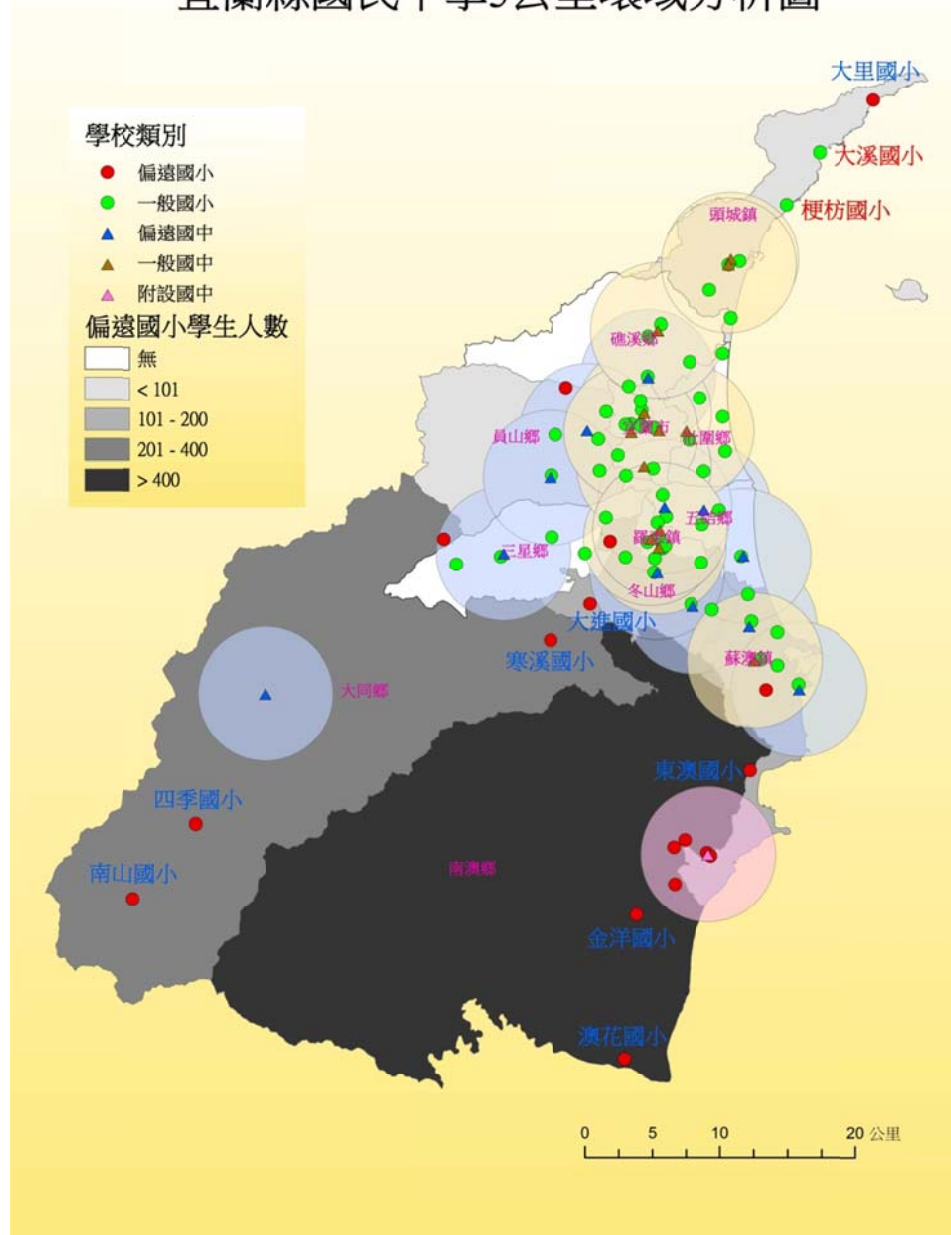 宜蘭縣國民中學5公里環域分析圖
大里國小
學校類別
偏遠國小
大溪國小
一般國小
梗枋國小
頭城鎮
偏遠國中
一般國中
附設國中
偏遠國小學生人數
礁溪鄉
無
< 101
101 - 200
員山鄉
宜蘭市
壯圍鄉
201 - 400
> 400
五結鄉
羅東鎮
三星鄉
冬山鄉
大進國小
寒溪國小
蘇澳鎮
大同鄉
東澳國小
四季國小
南山國小
南澳鄉
金洋國小
澳花國小
0 5 10 20 公里